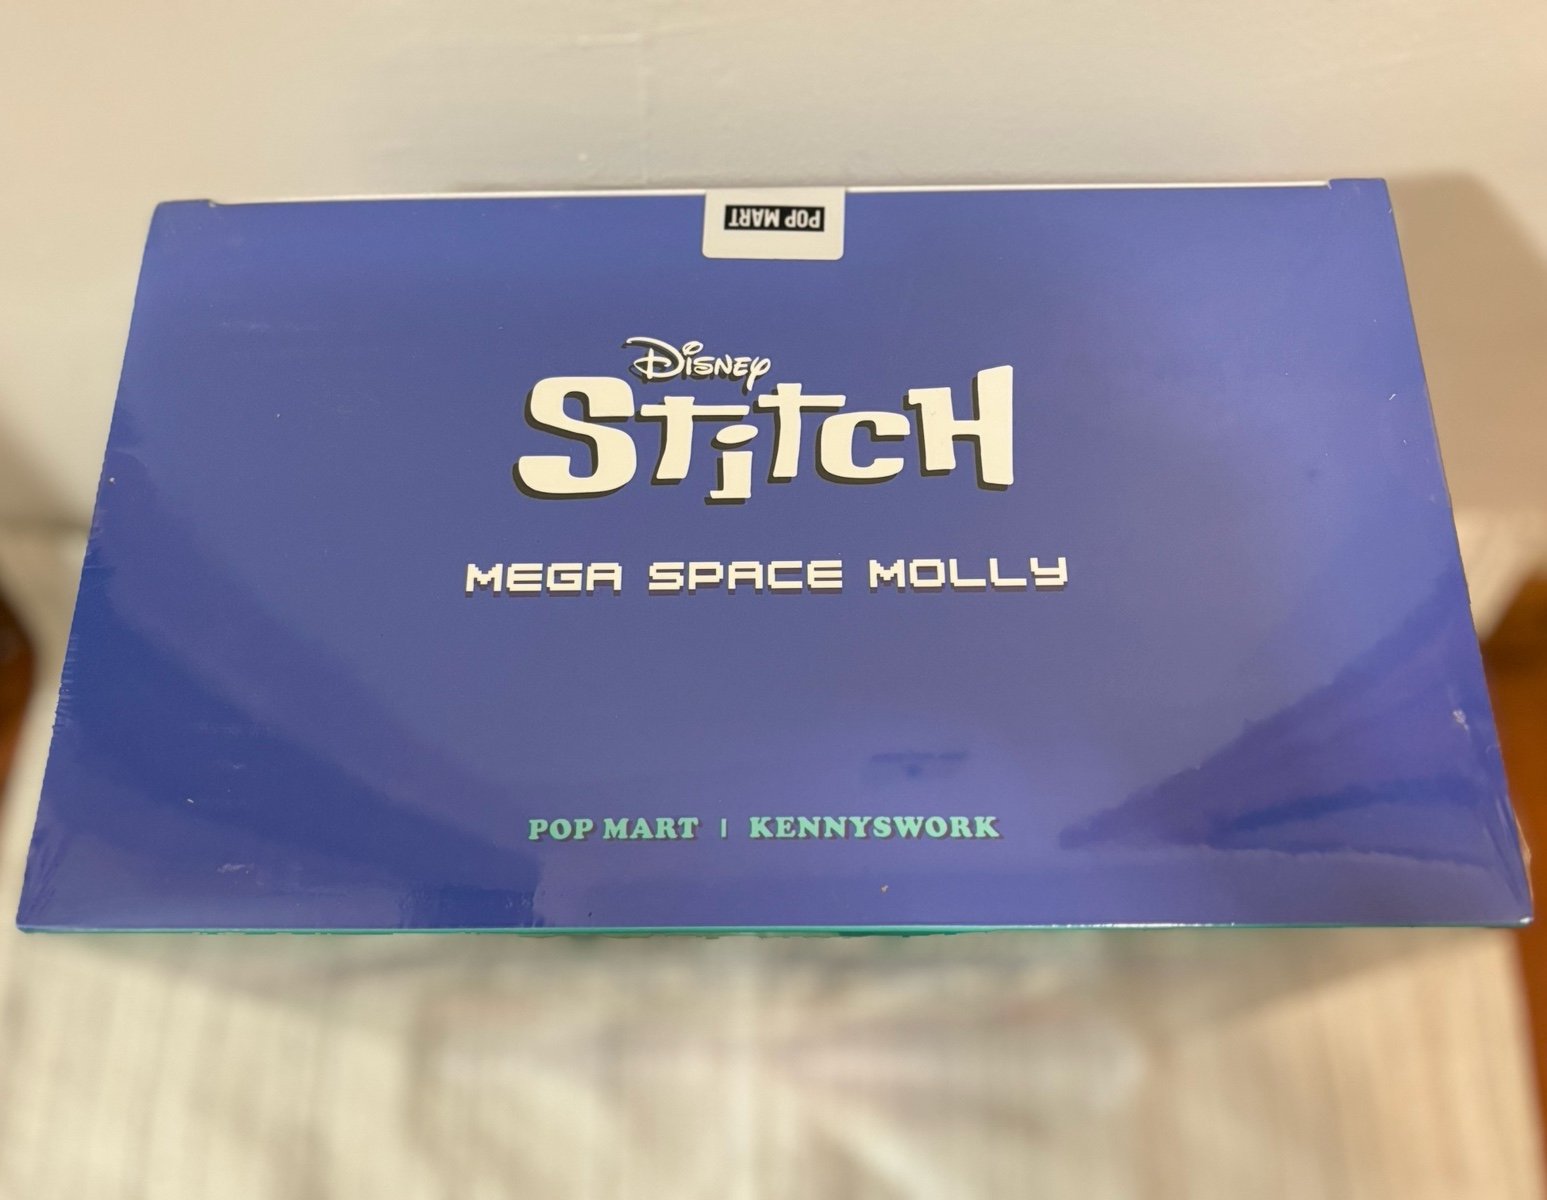 POP MART
Disney
Stitch
MEGA SPACE MOLLY
POP MART | KENNYSWORK